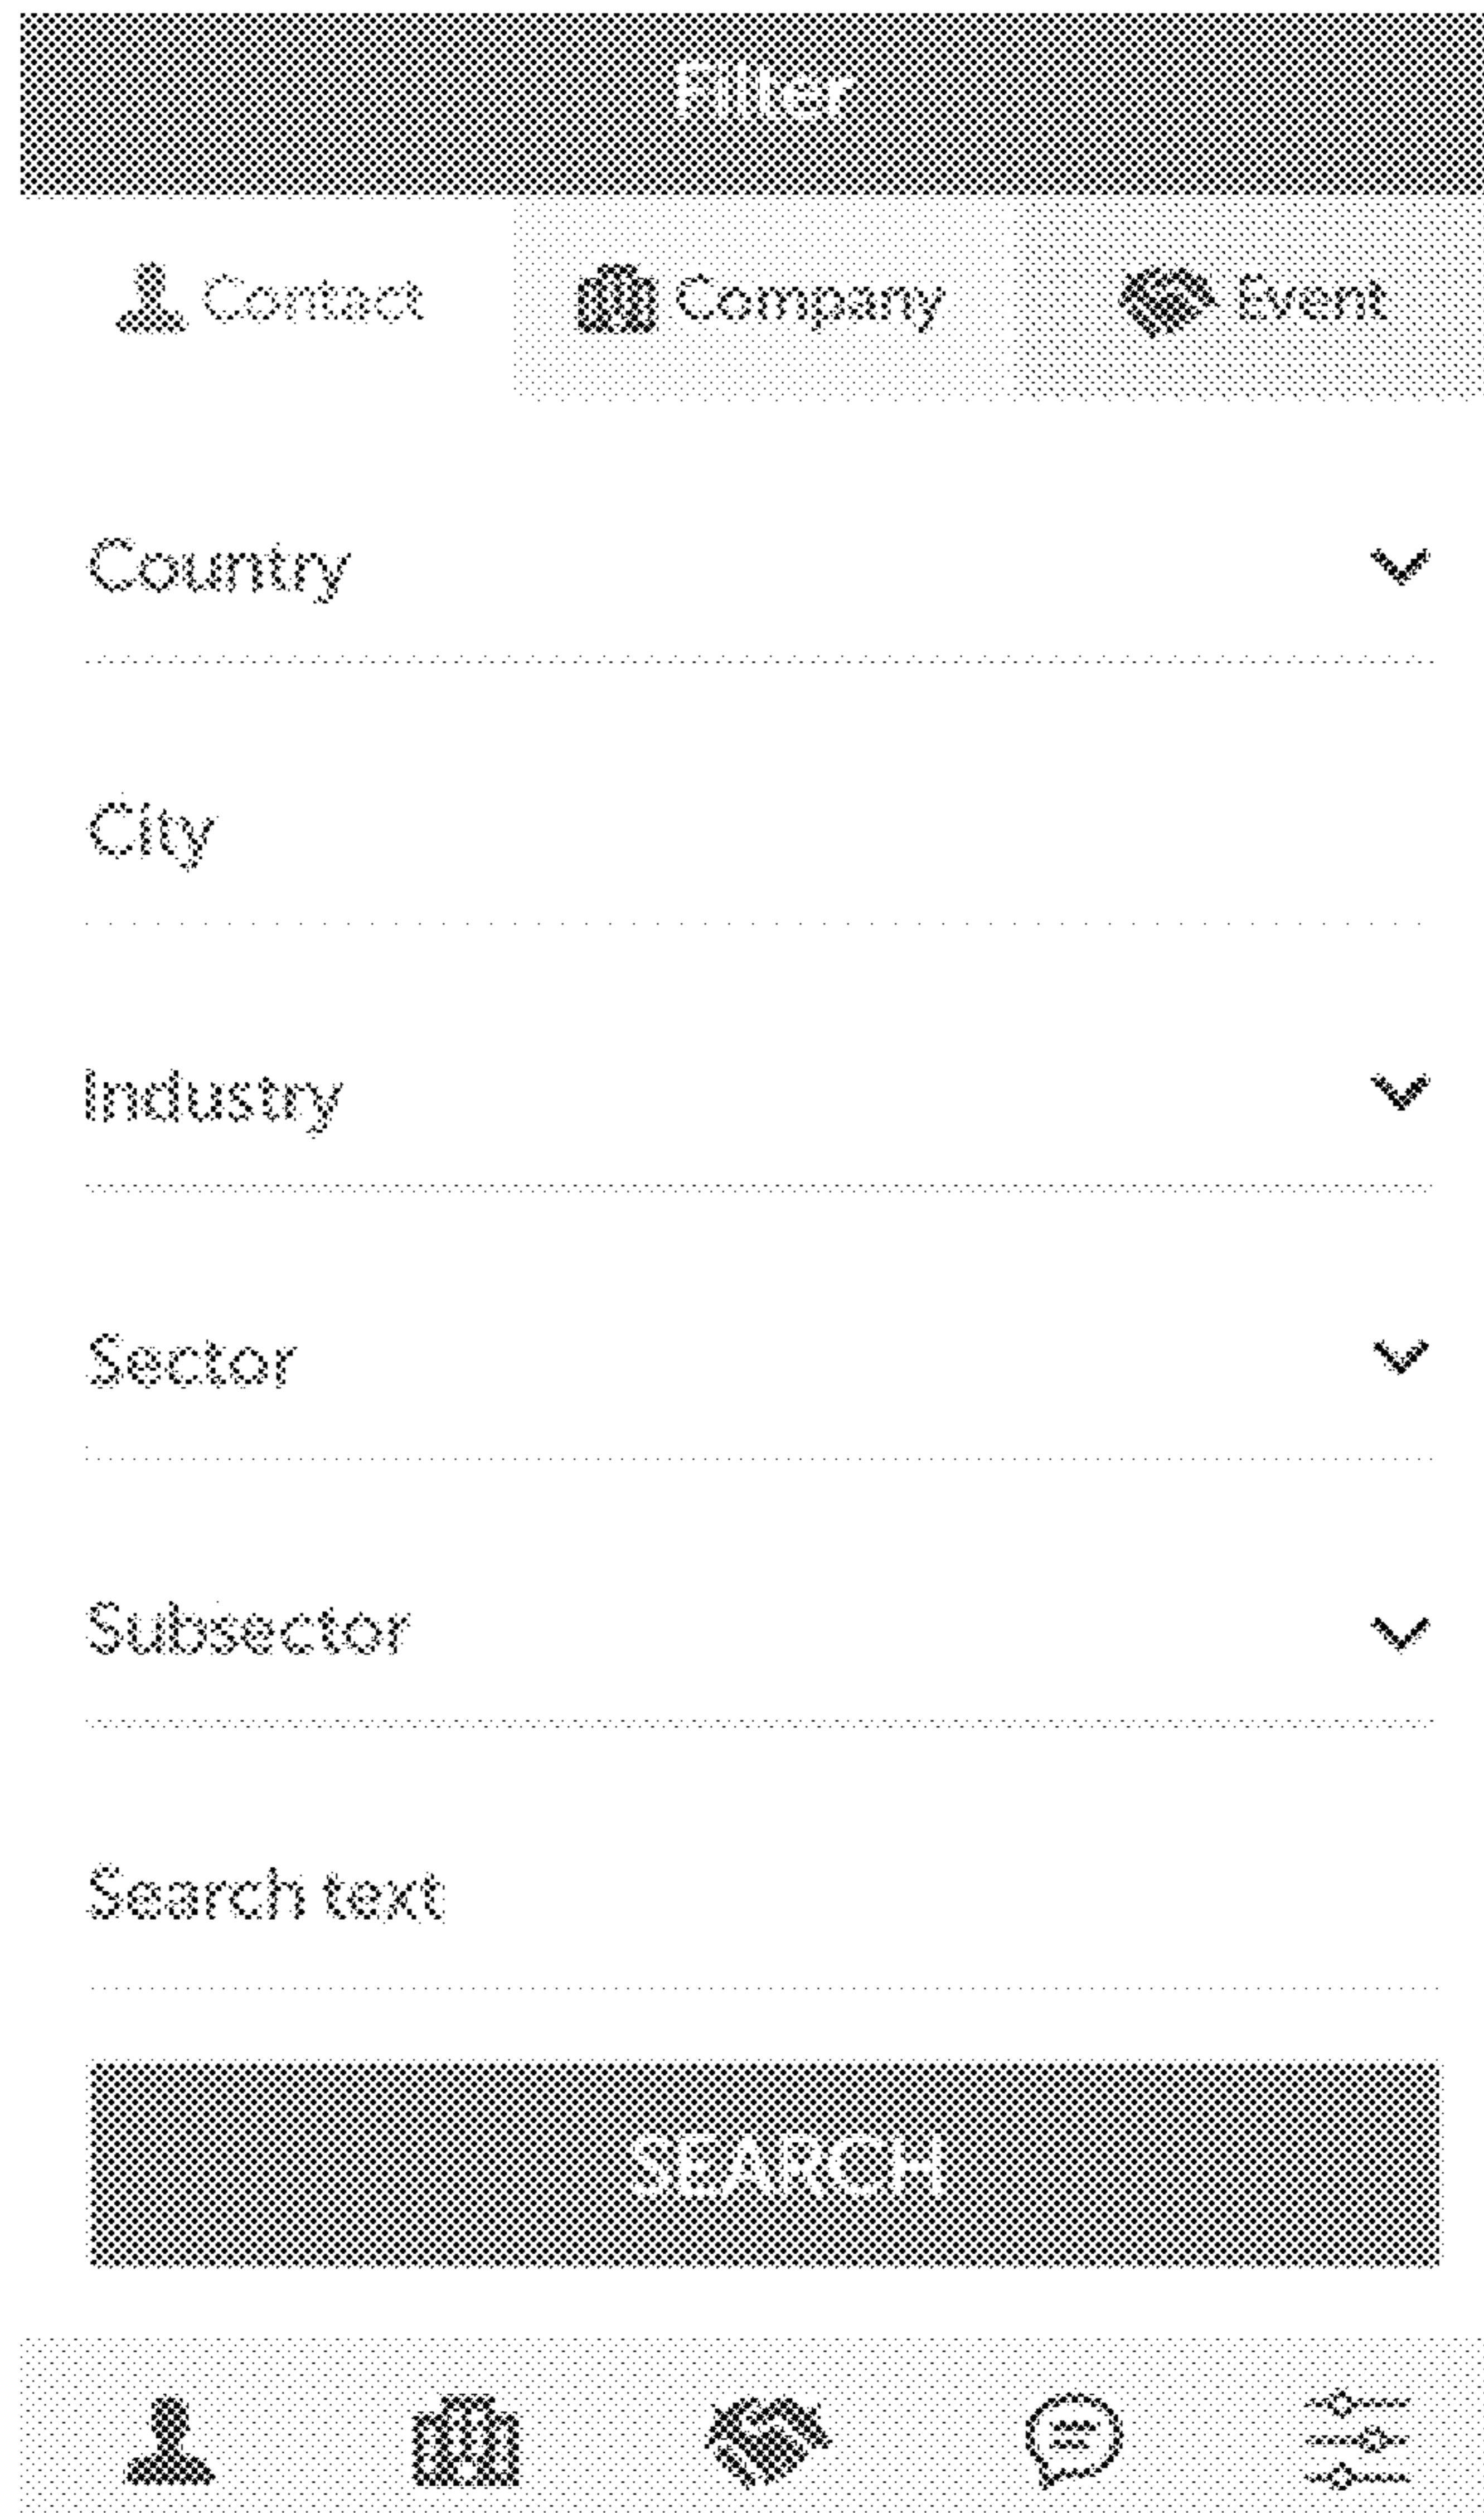 Filter
Contact Company Event
Country
City
Industry
Sector
Subsector
Search text
SEARCH